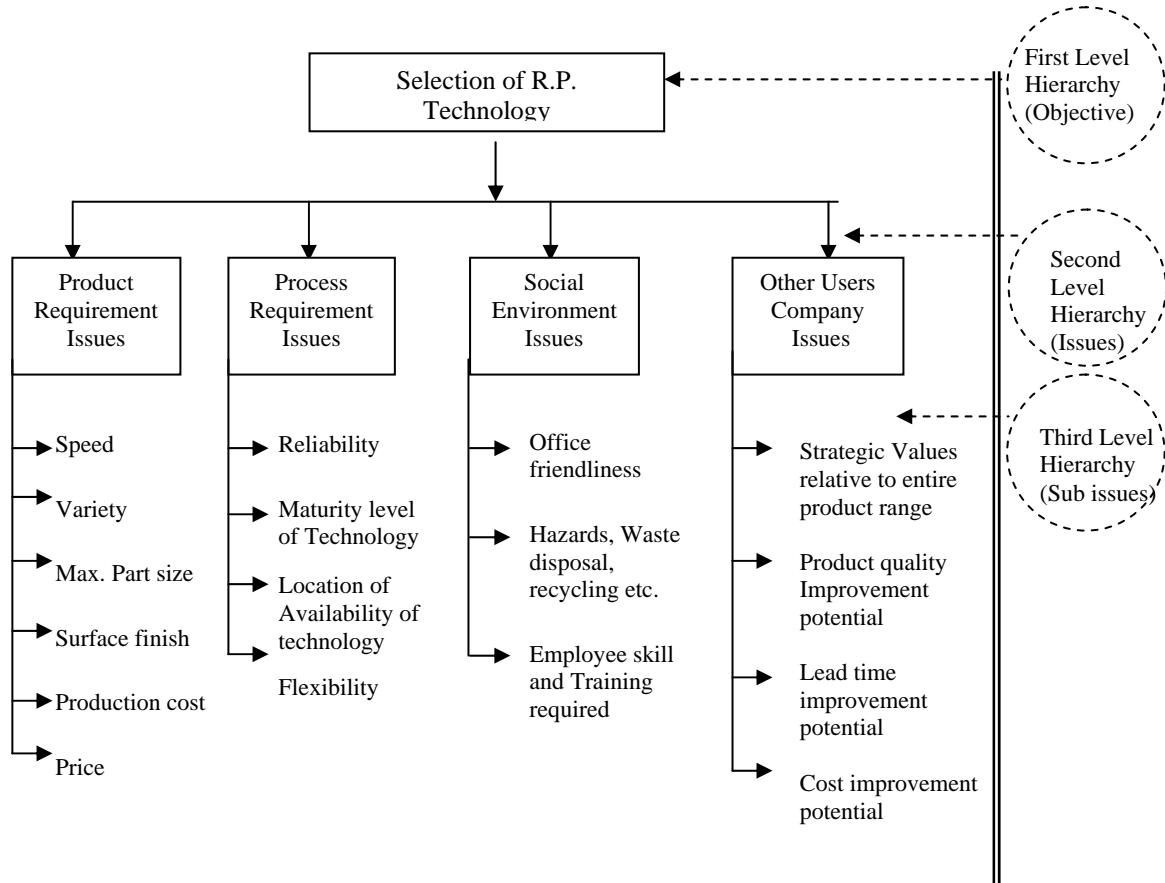 Selection of R.P.
Technology
First Level
Hierarchy
(Objective)
Product
Requirement
Issues
Process
Requirement
Issues
Social
Environment
Issues
Other Users
Company
Issues
Second
Level
Hierarchy
(Issues)
Speed
Variety
Max. Part size
Surface finish
Production cost
Price
Reliability
Maturity level
of Technology
Location of
Availability of
technology
Flexibility
Office
friendliness
Hazards, Waste
disposal,
recycling etc.
Employee skill
and Training
required
Strategic Values
relative to entire
product range
Product quality
Improvement
potential
Lead time
improvement
potential
Cost improvement
potential
Third Level
Hierarchy
(Sub issues)